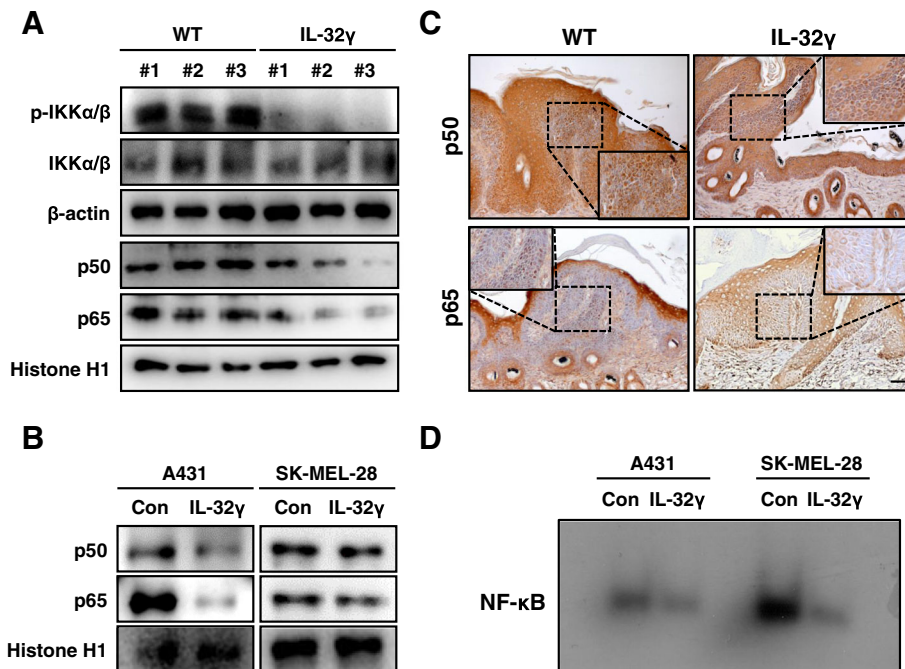 A
WT IL-32γ
#1 #2 #3 #1 #2 #3
p-IKKα/β
IKKα/β
β-actin
p50
p65
Histone H1
C
WT IL-32γ
p50
p65
B
A431 SK-MEL-28
Con IL-32γ Con IL-32γ
p50
p65
Histone H1
D
A431 SK-MEL-28
Con IL-32γ Con IL-32γ
NF-κB